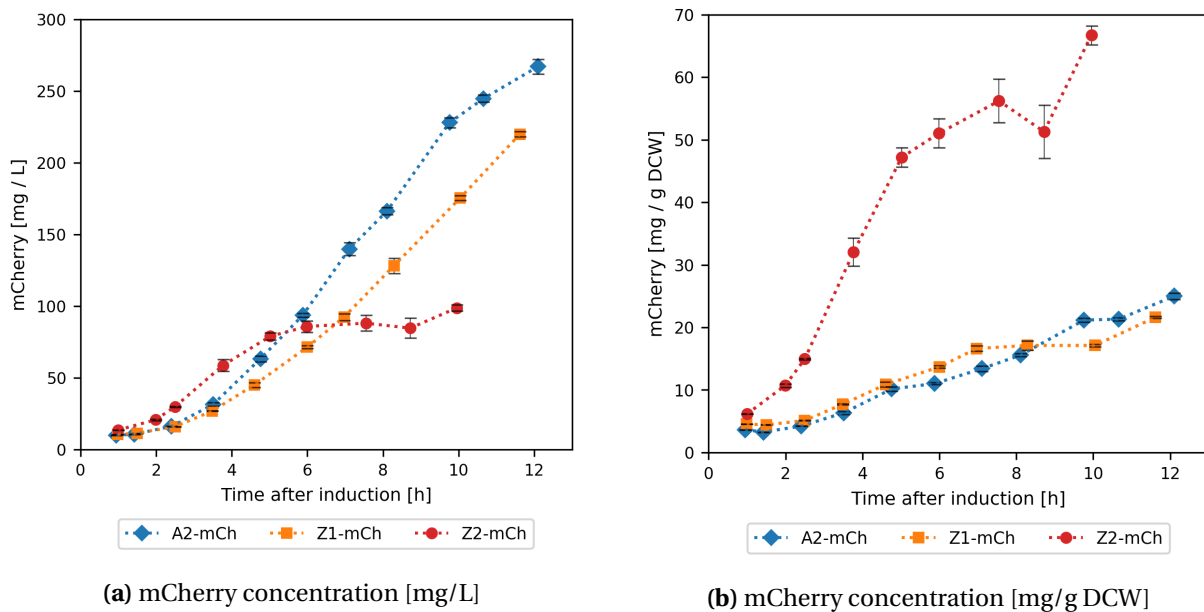 300
250
200
150
100
50
0
mCherry [mg / L]
0 2 4 6 8 10 12
Time after induction [h]
A2-mCh Z1-mCh Z2-mCh
(a) mCherry concentration [mg/L]
70
60
50
40
30
20
10
0
mCherry [mg / g DCW]
0 2 4 6 8 10 12
Time after induction [h]
A2-mCh Z1-mCh Z2-mCh
(b) mCherry concentration [mg/g DCW]